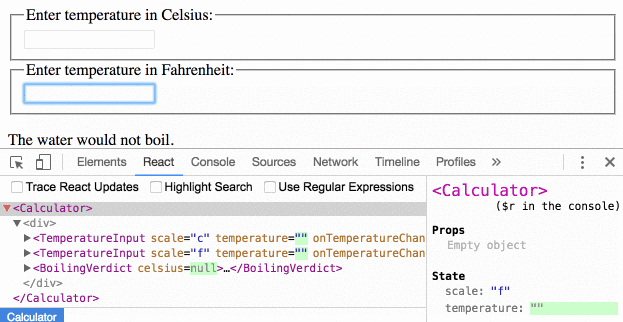 Enter temperature in Celsius:
Enter temperature in Fahrenheit:
The water would not boil.
Elements React Console Sources Network Timeline Profiles »
Trace React Updates Highlight Search Use Regular Expressions
<Calculator>
<div>
<TemperatureInput scale="c" temperature="" onTemperatureChan
<TemperatureInput scale="f" temperature="" onTemperatureChan
<BoilingVerdict celsius=null>…</BoilingVerdict>
</div>
</Calculator>
Calculator
<Calculator>
($r in the console)
Props
Empty object
State
scale: "f"
temperature: ""